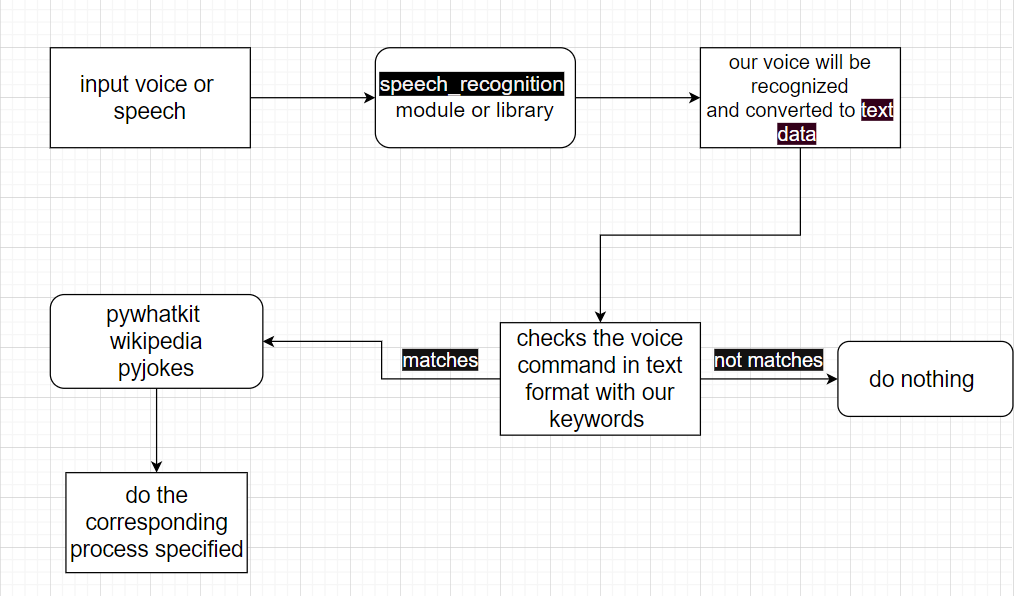 input voice or
speech
speech_recognition
module or library
our voice will be
recognized
and converted to text
data
checks the voice
command in text
format with our
keywords
matches
not matches
do nothing
pywhatkit
wikipedia
pyjokes
do the
corresponding
process specified